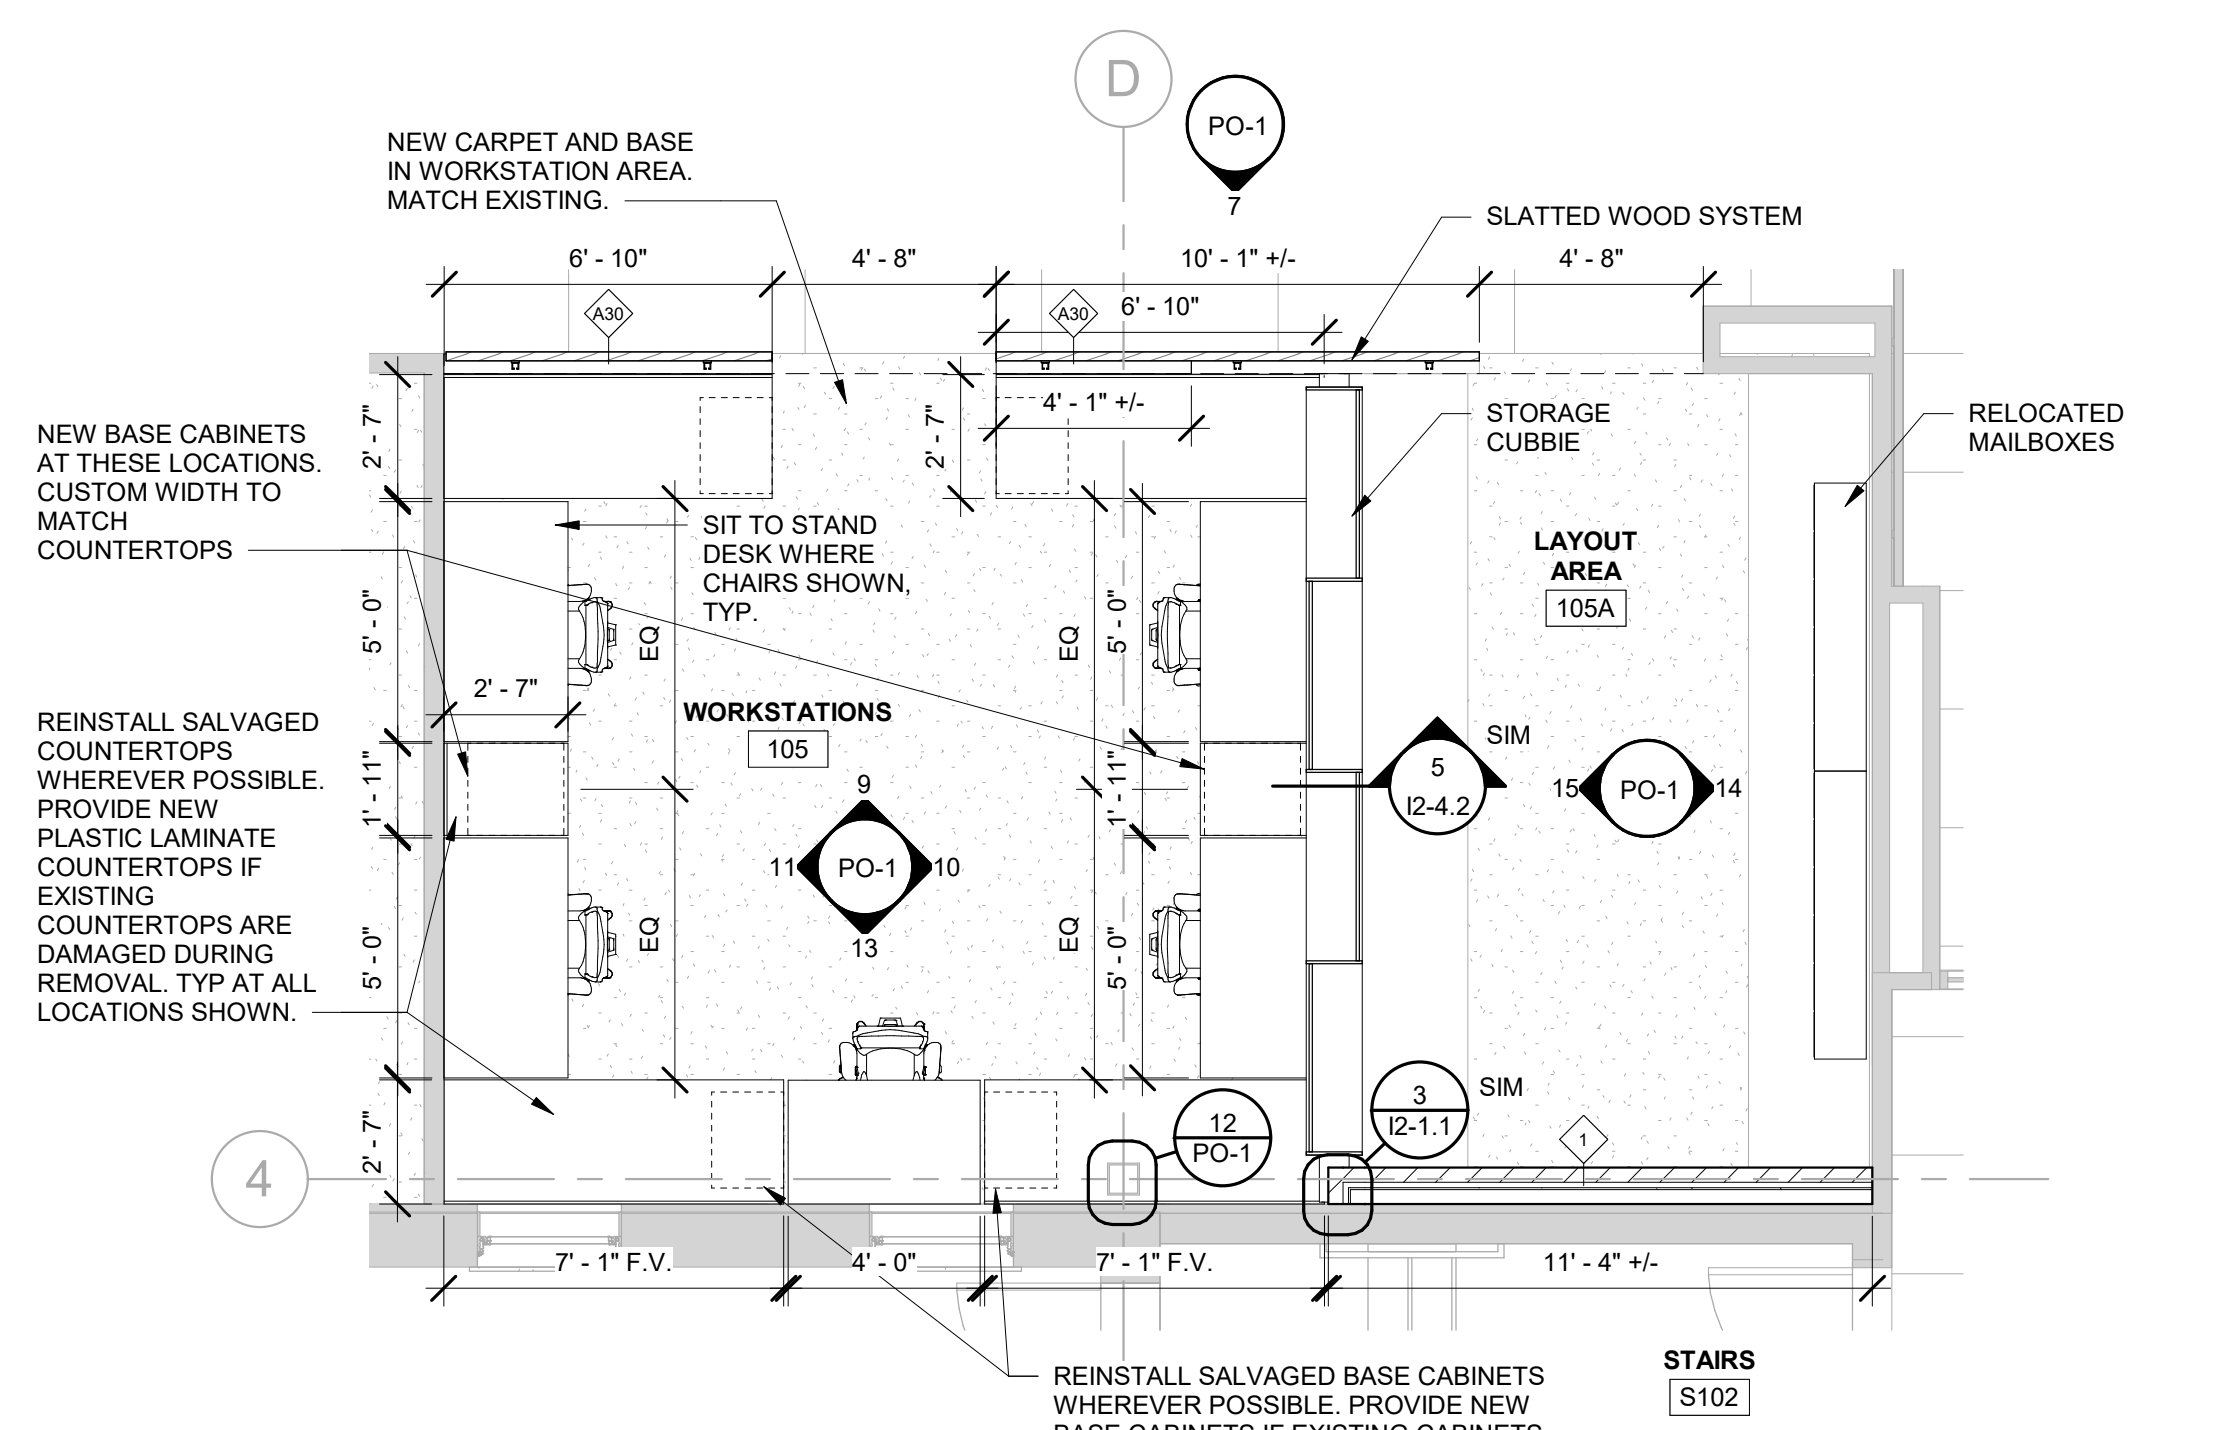 D
PO-1
7
NEW CARPET AND BASE
IN WORKSTATION AREA.
MATCH EXISTING.
SLATTED WOOD SYSTEM
6' - 10"
4' - 8"
10' - 1" +/-
4' - 8"
A30
A30
6' - 10"
2' - 7"
2' - 7"
4' - 1" +/-
STORAGE
CUBBIE
RELOCATED
MAILBOXES
NEW BASE CABINETS
AT THESE LOCATIONS.
CUSTOM WIDTH TO
MATCH
COUNTERTOPS
SIT TO STAND
DESK WHERE
CHAIRS SHOWN,
TYP.
LAYOUT
AREA
105A
5' - 0"
EQ
EQ
5' - 0"
2' - 7"
WORKSTATIONS
105
REINSTALL SALVAGED
COUNTERTOPS
WHEREVER POSSIBLE.
PROVIDE NEW
PLASTIC LAMINATE
COUNTERTOPS IF
EXISTING
COUNTERTOPS ARE
DAMAGED DURING
REMOVAL. TYP AT ALL
LOCATIONS SHOWN.
1' - 11"
1' - 11"
5
I2-4.2
SIM
15
PO-1
14
9
11
PO-1
10
13
5' - 0"
EQ
EQ
5' - 0"
3
I2-1.1
SIM
12
PO-1
1
2' - 7"
4
7' - 1" F.V.
4' - 0"
7' - 1" F.V.
11' - 4" +/-
STAIRS
S102
REINSTALL SALVAGED BASE CABINETS
WHEREVER POSSIBLE. PROVIDE NEW
BASE CABINETS IF EXISTING CABINETS